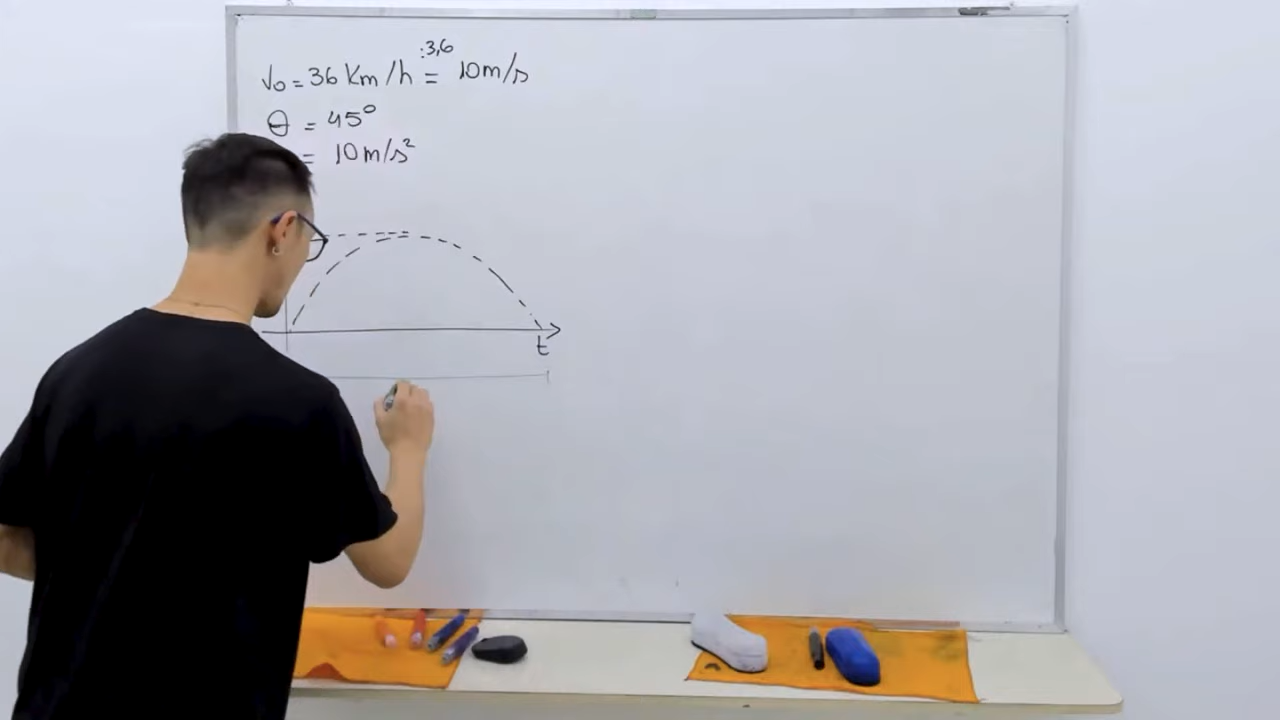 :3,6
V₀ = 36 Km/h = 10 m/s
θ = 45°
= 10 m/s²
t